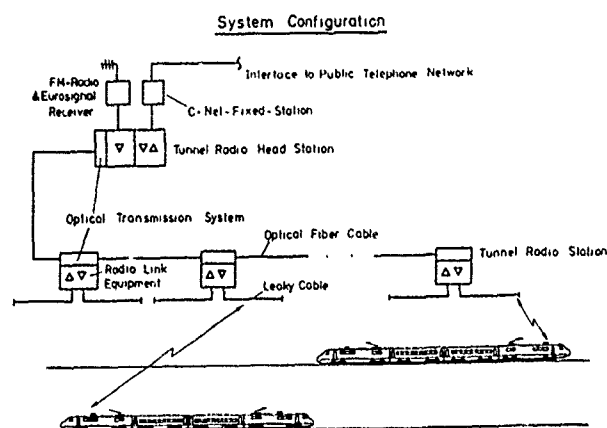 System Configuration
Interface to Public Telephone Network
FM-Radio
& Eurosignal
Receiver
C-Net-Fixed-Station
Tunnel Radio Head Station
Optical Transmission System
Optical Fiber Cable
Tunnel Radio Station
Radio Link
Equipment
Leaky Cable